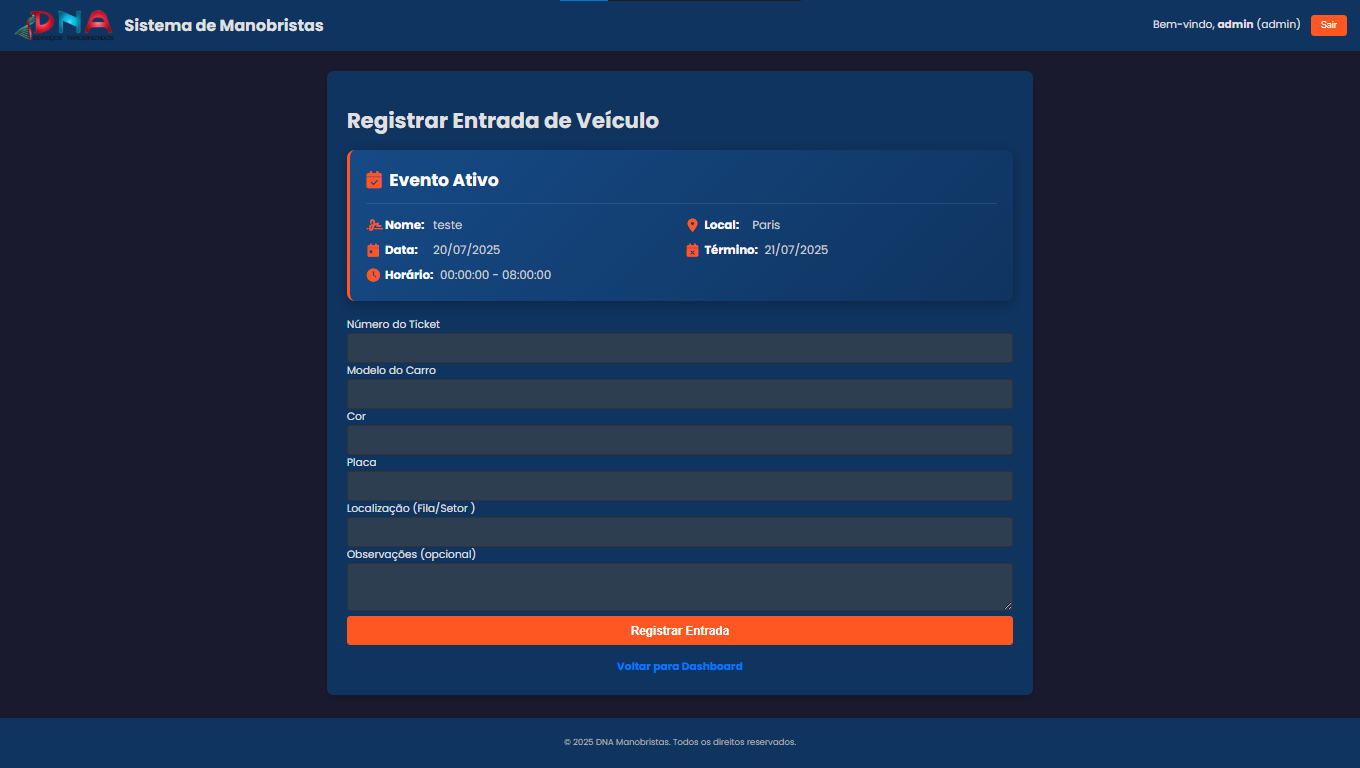 DNA
Sistema de Manobristas
Bem-vindo, admin (admin)
Sair
Registrar Entrada de Veículo
Evento Ativo
Nome: teste
Local: Paris
Data: 20/07/2025
Término: 21/07/2025
Horário: 00:00:00 - 08:00:00
Número do Ticket
Modelo do Carro
Cor
Placa
Localização (Fila/Setor )
Observações (opcional)
Registrar Entrada
Voltar para Dashboard
© 2025 DNA Manobristas. Todos os direitos reservados.